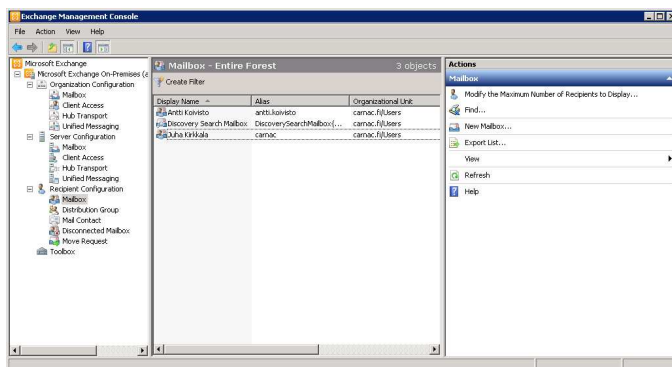 Exchange Management Console
File Action View Help
Microsoft Exchange
Microsoft Exchange On-Premises (e
Organization Configuration
Mailbox
Client Access
Hub Transport
Unified Messaging
Server Configuration
Mailbox
Client Access
Hub Transport
Unified Messaging
Recipient Configuration
Mailbox
Distribution Group
Mail Contact
Disconnected Mailbox
Move Request
Toolbox
Mailbox - Entire Forest 3 objects
Create Filter
Display Name Alias Organizational Unit
Antti Koivisto antti.koivisto carnac.fi/Users
Discovery Search Mailbox DiscoverySearchMailbox{... carnac.fi/Users
Juha Kirkkala carnac carnac.fi/Users
Actions
Mailbox
Modify the Maximum Number of Recipients to Display...
Find...
New Mailbox...
Export List...
View
Refresh
Help